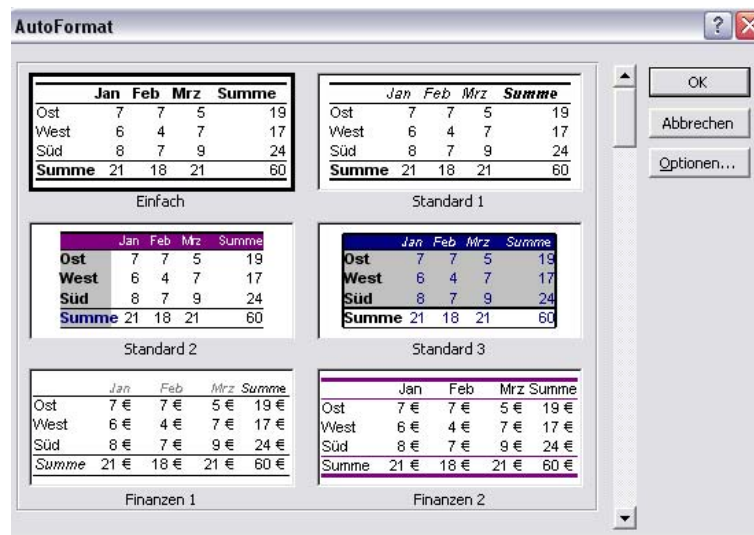 AutoFormat
Jan Feb Mrz Summe
Ost 7 7 5 19
West 6 4 7 17
Süd 8 7 9 24
Summe 21 18 21 60
Einfach
Jan Feb Mrz Summe
Ost 7 7 5 19
West 6 4 7 17
Süd 8 7 9 24
Summe 21 18 21 60
Standard 1
Jan Feb Mrz Summe
Ost 7 7 5 19
West 6 4 7 17
Süd 8 7 9 24
Summe 21 18 21 60
Standard 2
Jan Feb Mrz Summe
Ost 7 7 5 19
West 6 4 7 17
Süd 8 7 9 24
Summe 21 18 21 60
Standard 3
Jan Feb Mrz Summe
Ost 7 € 7 € 5 € 19 €
West 6 € 4 € 7 € 17 €
Süd 8 € 7 € 9 € 24 €
Summe 21 € 18 € 21 € 60 €
Finanzen 1
Jan Feb Mrz Summe
Ost 7 € 7 € 5 € 19 €
West 6 € 4 € 7 € 17 €
Süd 8 € 7 € 9 € 24 €
Summe 21 € 18 € 21 € 60 €
Finanzen 2
OK
Abbrechen
Optionen...